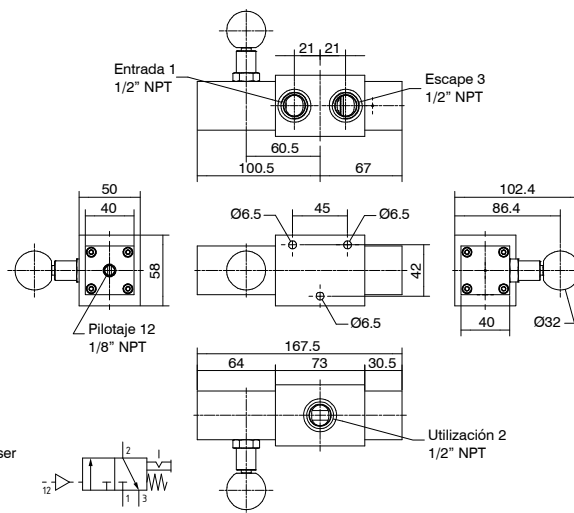 21 21
Entrada 1
1/2” NPT
Escape 3
1/2” NPT
60.5
100.5 67
50
40
58
Pilotaje 12
1/8” NPT
Ø6.5 45 Ø6.5
42
Ø6.5
102.4
86.4
40
Ø32
167.5
64 73 30.5
Utilización 2
1/2” NPT
ser
2
12
1 3